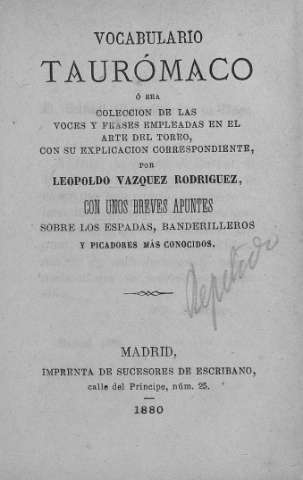 VOCABULARIO
TAURÓMACO
Ó SEA
COLECCION DE LAS
VOCES Y FRASES EMPLEADAS EN EL
ARTE DEL TOREO,
CON SU EXPLICACION CORRESPONDIENTE,
POR
LEOPOLDO VAZQUEZ RODRIGUEZ,
CON UNOS BREVES APUNTES
SOBRE LOS ESPADAS, BANDERILLEROS
Y PICADORES MÁS CONOCIDOS.
Repetido
MADRID,
IMPRENTA DE SUCESORES DE ESCRIBANO,
calle del Príncipe, núm. 25.
1880